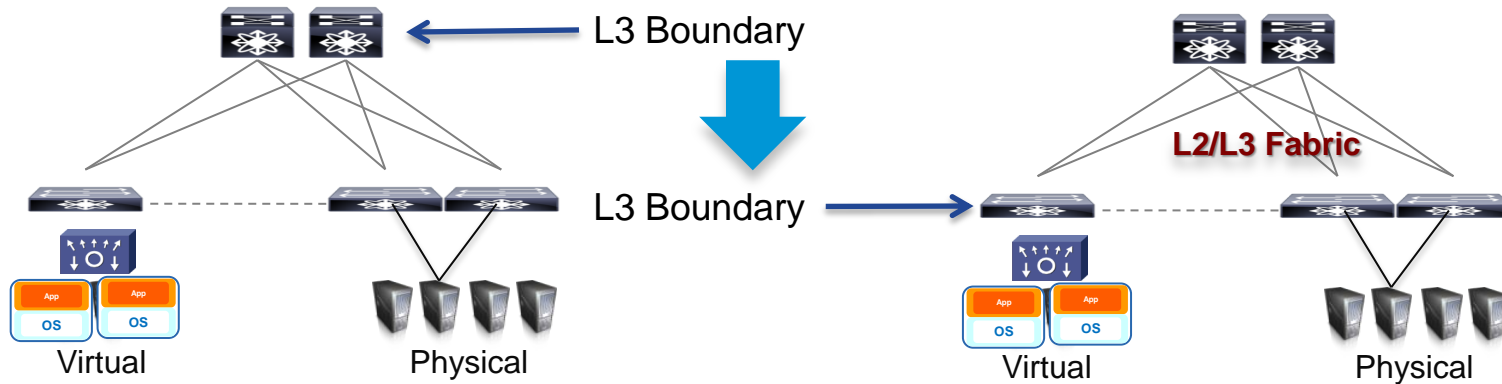 L3 Boundary
L3 Boundary
App
App
OS
OS
Virtual
Physical
L2/L3 Fabric
App
App
OS
OS
Virtual
Physical